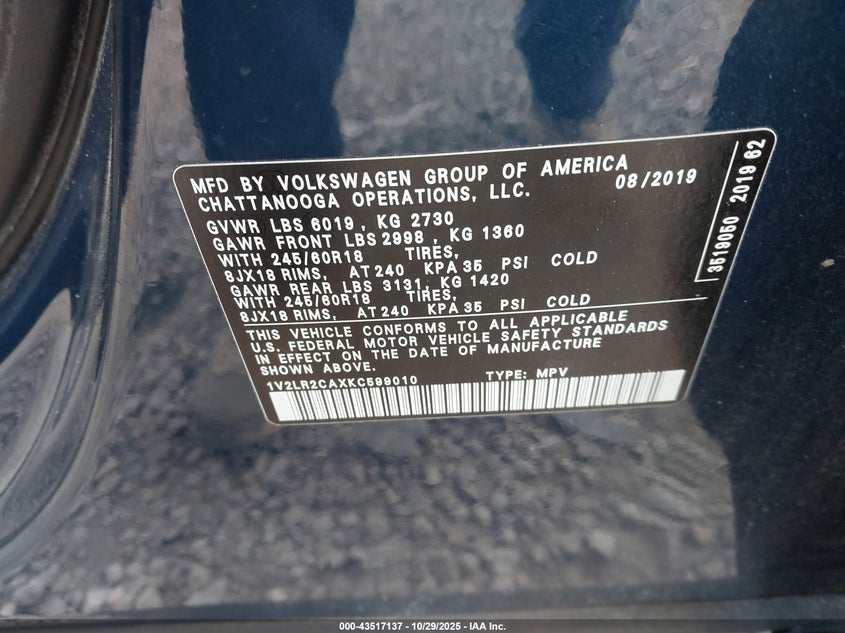 MFD BY VOLKSWAGEN GROUP OF AMERICA
CHATTANOOGA OPERATIONS, LLC. 08/2019
GVWR LBS 6019, KG 2730
GAWR FRONT LBS 2998, KG 1360
WITH 245/60R18 TIRES,
8JX18 RIMS, AT 240 KPA 35 PSI COLD
GAWR REAR LBS 3131, KG 1420
WITH 245/60R18 TIRES,
8JX18 RIMS, AT 240 KPA 35 PSI COLD
THIS VEHICLE CONFORMS TO ALL APPLICABLE
U.S. FEDERAL MOTOR VEHICLE SAFETY STANDARDS
IN EFFECT ON THE DATE OF MANUFACTURE
SHOWN ABOVE.
1V2LR2CAXKC599010 TYPE: MPV
3519050 2019 62
000-43517137 - 10/29/2025 - IAA Inc.